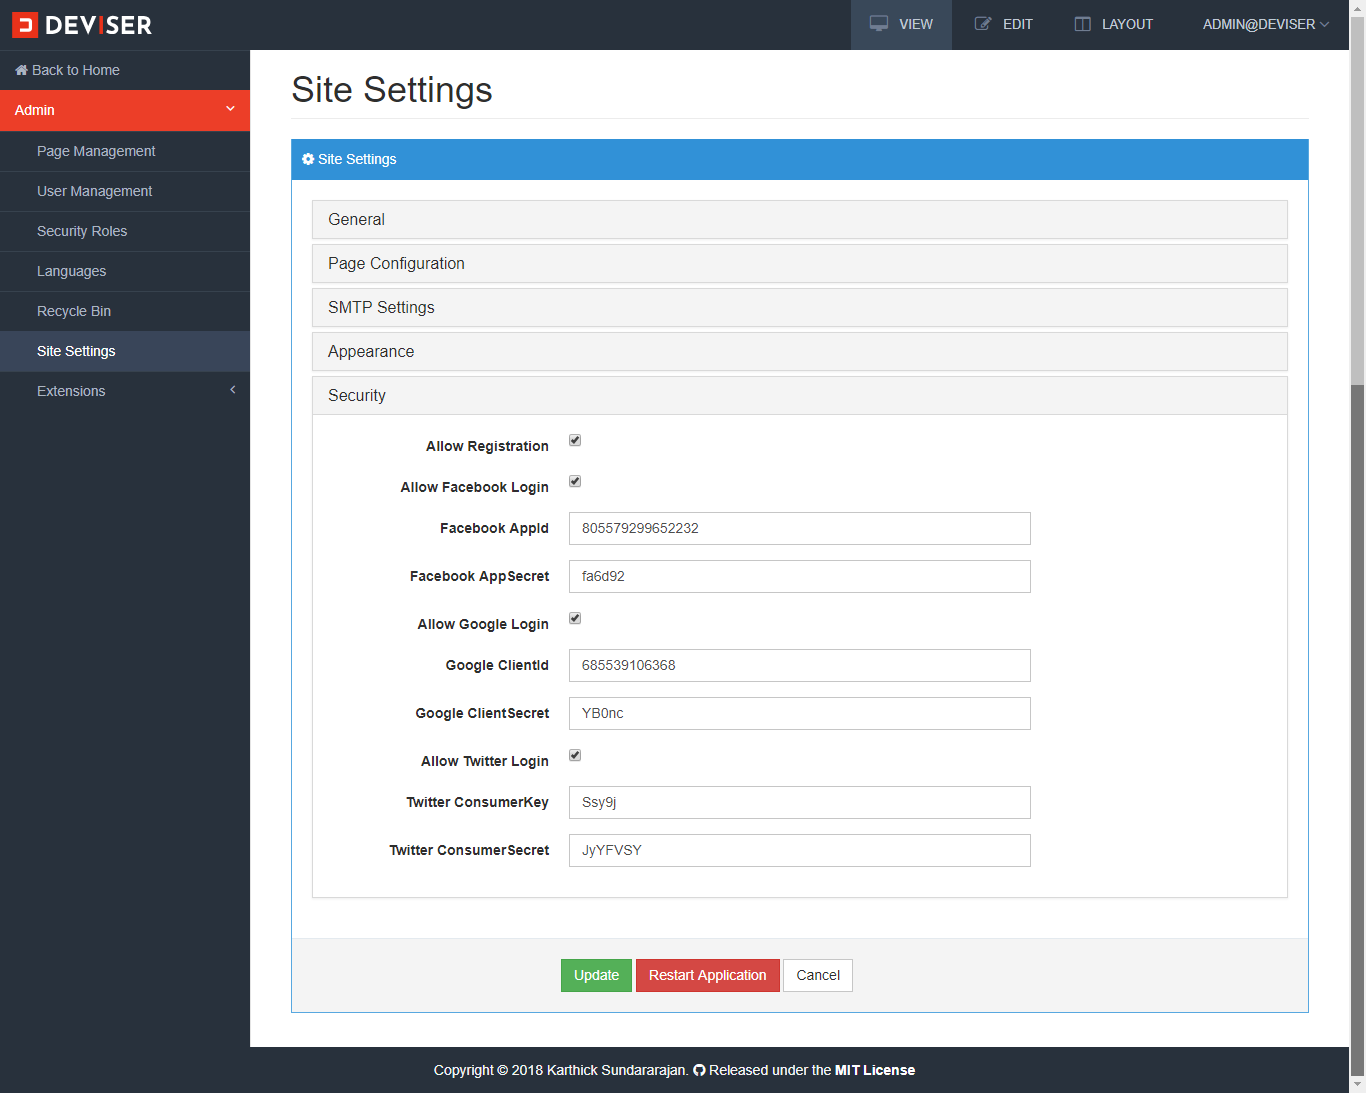 DEVISER
VIEW
EDIT
LAYOUT
ADMIN@DEVISER
Back to Home
Admin
Page Management
User Management
Security Roles
Languages
Recycle Bin
Site Settings
Extensions
Site Settings
Site Settings
General
Page Configuration
SMTP Settings
Appearance
Security
Allow Registration
Allow Facebook Login
Facebook AppId 805579299652232
Facebook AppSecret fa6d92
Allow Google Login
Google ClientId 685539106368
Google ClientSecret YB0nc
Allow Twitter Login
Twitter ConsumerKey Ssy9j
Twitter ConsumerSecret JyYFVSY
Update Restart Application Cancel
Copyright © 2018 Karthick Sundararajan. Released under the MIT License